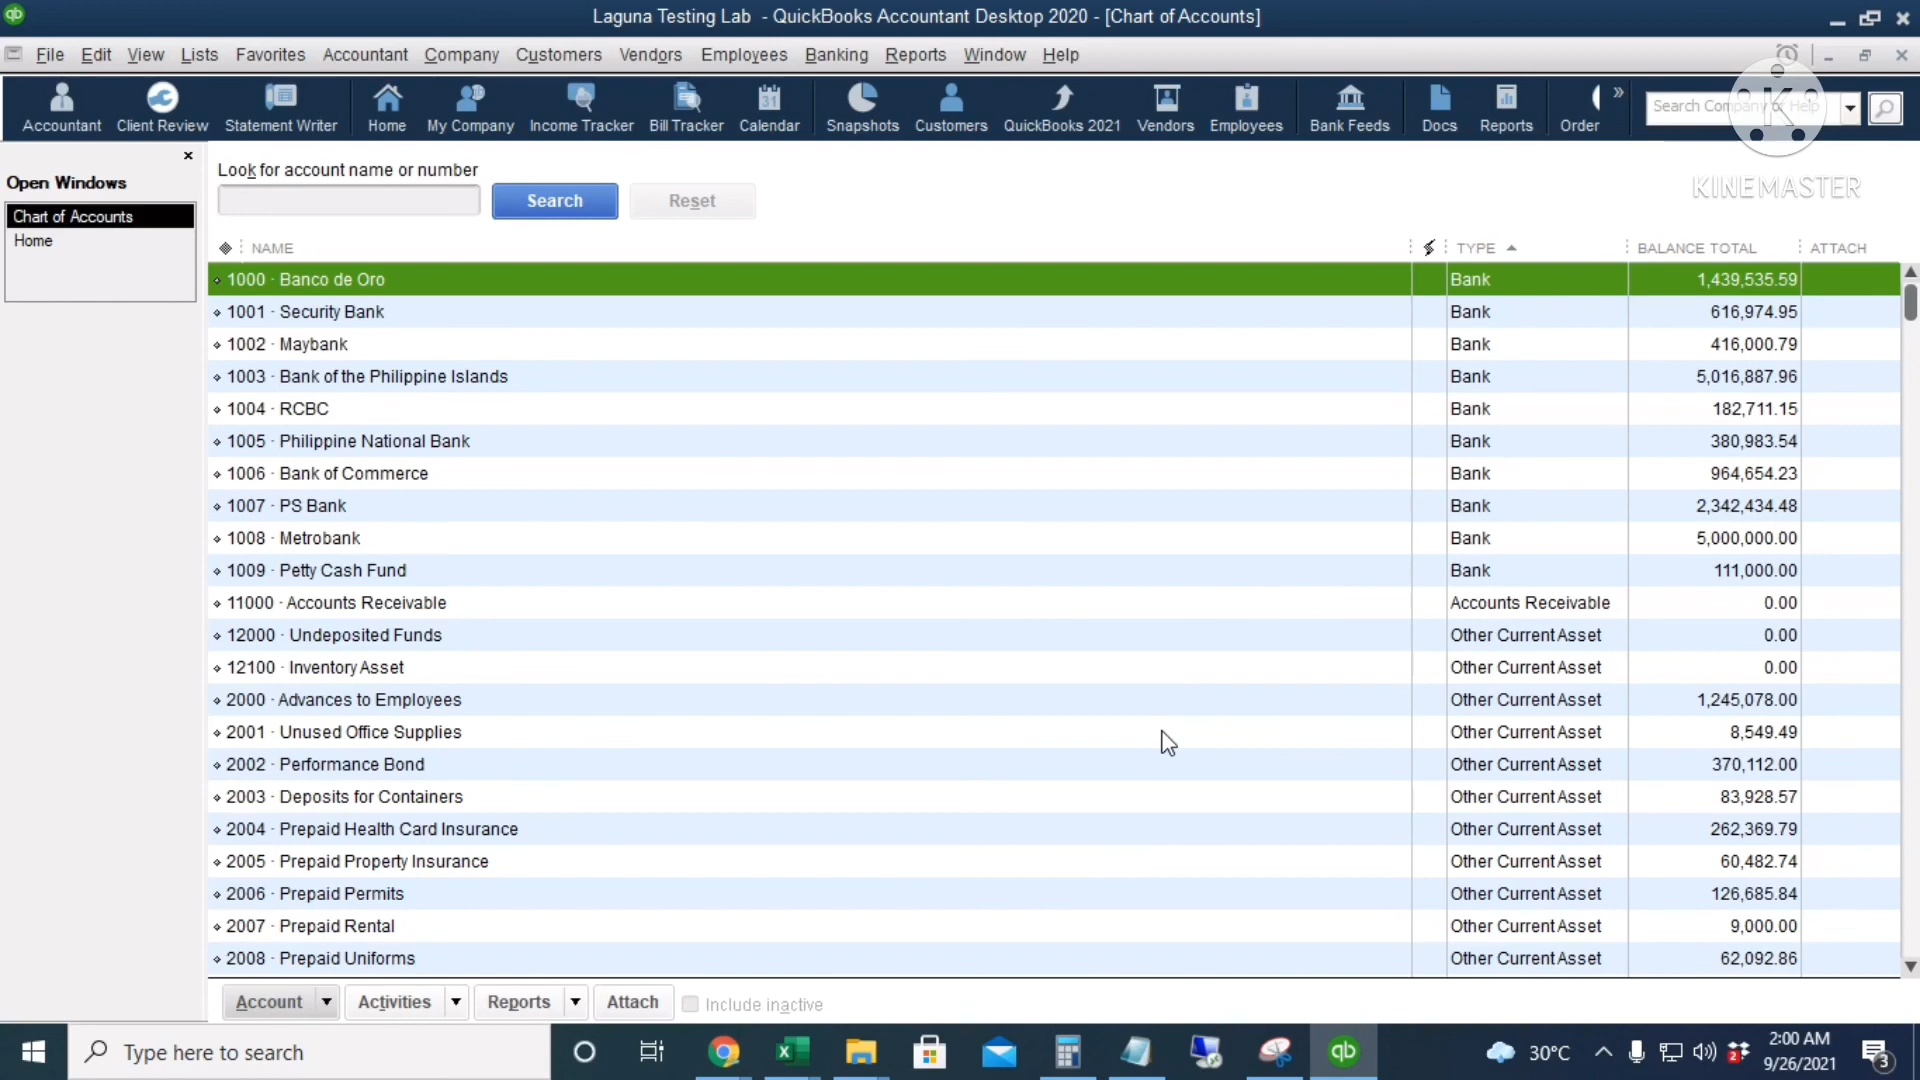 Laguna Testing Lab - QuickBooks Accountant Desktop 2020 - [Chart of Accounts]
File Edit View Lists Favorites Accountant Company Customers Vendors Employees Banking Reports Window Help
Accountant Client Review Statement Writer Home My Company Income Tracker Bill Tracker Calendar Snapshots Customers QuickBooks 2021 Vendors Employees Bank Feeds Docs Reports Order Search Company or Help
KINEMASTER
Open Windows
Chart of Accounts
Home
Look for account name or number
Search Reset
NAME TYPE BALANCE TOTAL ATTACH
1000 · Banco de Oro Bank 1,439,535.59
1001 · Security Bank Bank 616,974.95
1002 · Maybank Bank 416,000.79
1003 · Bank of the Philippine Islands Bank 5,016,887.96
1004 · RCBC Bank 182,711.15
1005 · Philippine National Bank Bank 380,983.54
1006 · Bank of Commerce Bank 964,654.23
1007 · PS Bank Bank 2,342,434.48
1008 · Metrobank Bank 5,000,000.00
1009 · Petty Cash Fund Bank 111,000.00
11000 · Accounts Receivable Accounts Receivable 0.00
12000 · Undeposited Funds Other Current Asset 0.00
12100 · Inventory Asset Other Current Asset 0.00
2000 · Advances to Employees Other Current Asset 1,245,078.00
2001 · Unused Office Supplies Other Current Asset 8,549.49
2002 · Performance Bond Other Current Asset 370,112.00
2003 · Deposits for Containers Other Current Asset 83,928.57
2004 · Prepaid Health Card Insurance Other Current Asset 262,369.79
2005 · Prepaid Property Insurance Other Current Asset 60,482.74
2006 · Prepaid Permits Other Current Asset 126,685.84
2007 · Prepaid Rental Other Current Asset 9,000.00
2008 · Prepaid Uniforms Other Current Asset 62,092.86
Account Activities Reports Attach Include inactive
Type here to search 30°C 2:00 AM
9/26/2021